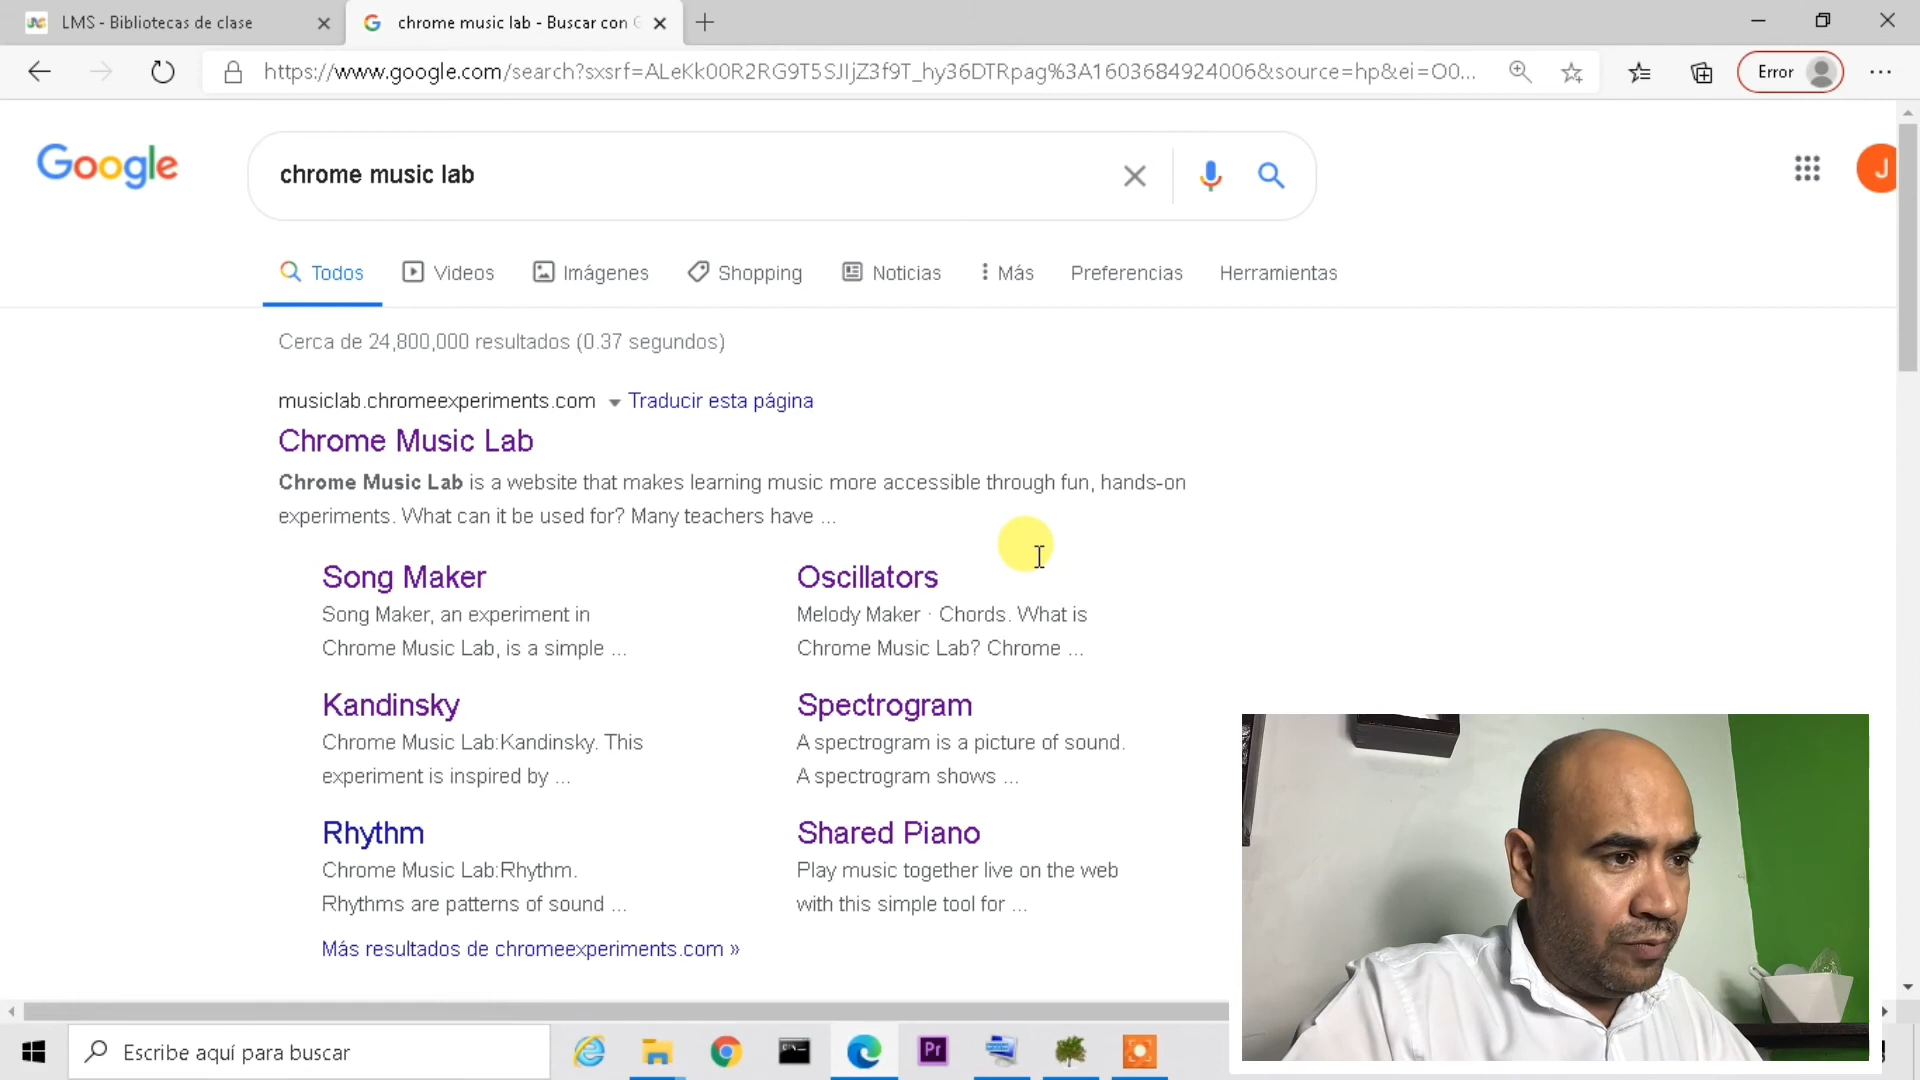 LMS - Bibliotecas de clase
chrome music lab - Buscar con G
https://www.google.com/search?sxsrf=ALeKk00R2RG9T5SJIjZ3f9T_hy36DTRpag%3A1603684924006&source=hp&ei=O0...
Error
Google
chrome music lab
J
Todos
Videos
Imágenes
Shopping
Noticias
Más
Preferencias
Herramientas
Cerca de 24,800,000 resultados (0.37 segundos)
musiclab.chromeexperiments.com
Traducir esta página
Chrome Music Lab
Chrome Music Lab is a website that makes learning music more accessible through fun, hands-on
experiments. What can it be used for? Many teachers have ...
Song Maker
Song Maker, an experiment in
Chrome Music Lab, is a simple ...
Oscillators
Melody Maker · Chords. What is
Chrome Music Lab? Chrome ...
Kandinsky
Chrome Music Lab:Kandinsky. This
experiment is inspired by ...
Spectrogram
A spectrogram is a picture of sound.
A spectrogram shows ...
Rhythm
Chrome Music Lab:Rhythm.
Rhythms are patterns of sound ...
Shared Piano
Play music together live on the web
with this simple tool for ...
Más resultados de chromeexperiments.com »
Escribe aquí para buscar
Pr